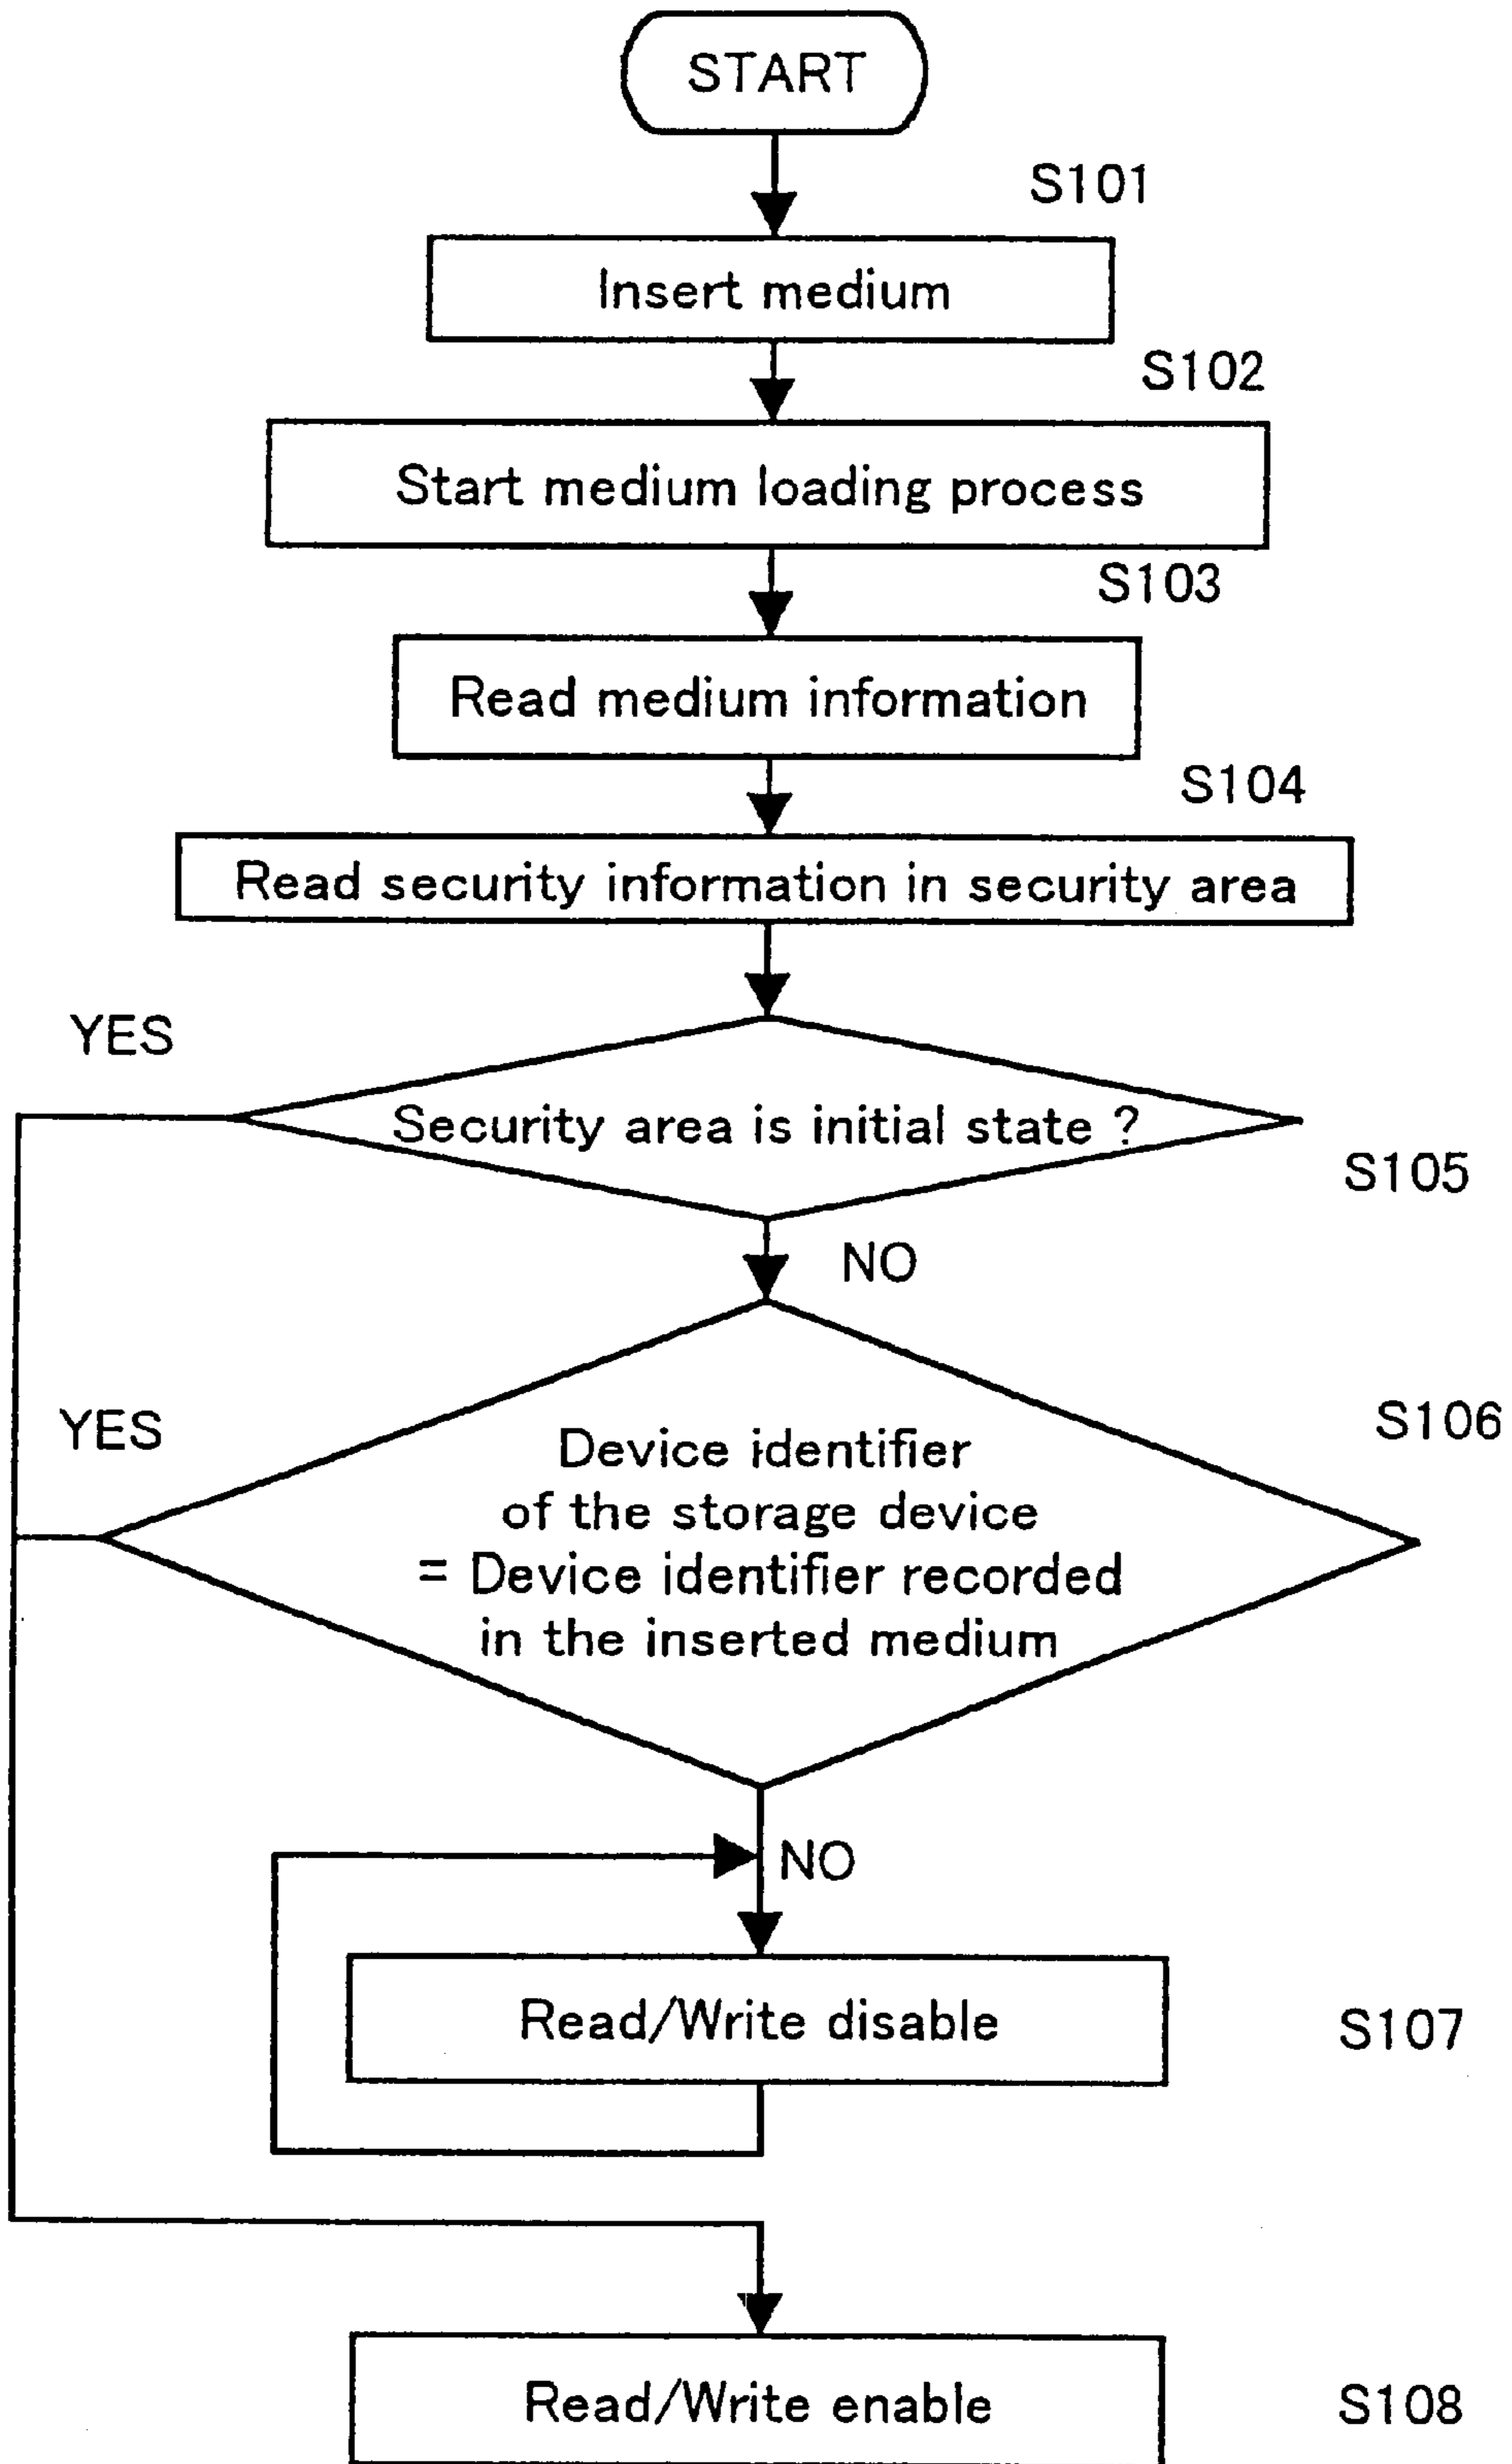 START
S101
Insert medium
S102
Start medium loading process
S103
Read medium information
S104
Read security information in security area
YES
Security area is initial state ?
S105
NO
YES
S106
Device identifier
of the storage device
= Device identifier recorded
in the inserted medium
NO
Read/Write disable
S107
Read/Write enable
S108